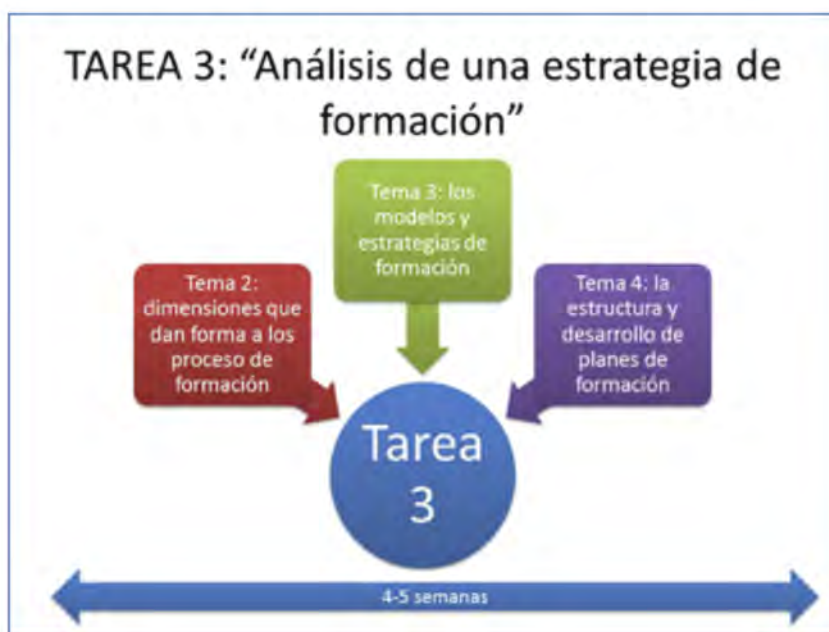 TAREA 3: “Análisis de una estrategia de
formación”
Tema 3: los
modelos y
estrategias de
formación
Tema 2:
dimensiones que
dan forma a los
proceso de
formación
Tema 4: la
estructura y
desarrollo de
planes de
formación
Tarea
3
4-5 semanas